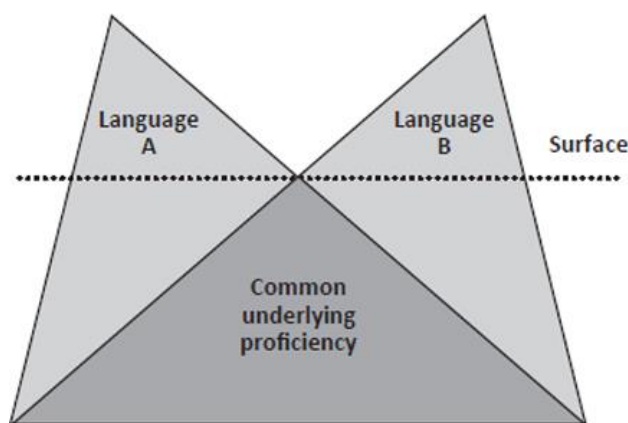 Language
A
Language
B
Surface
Common
underlying
proficiency